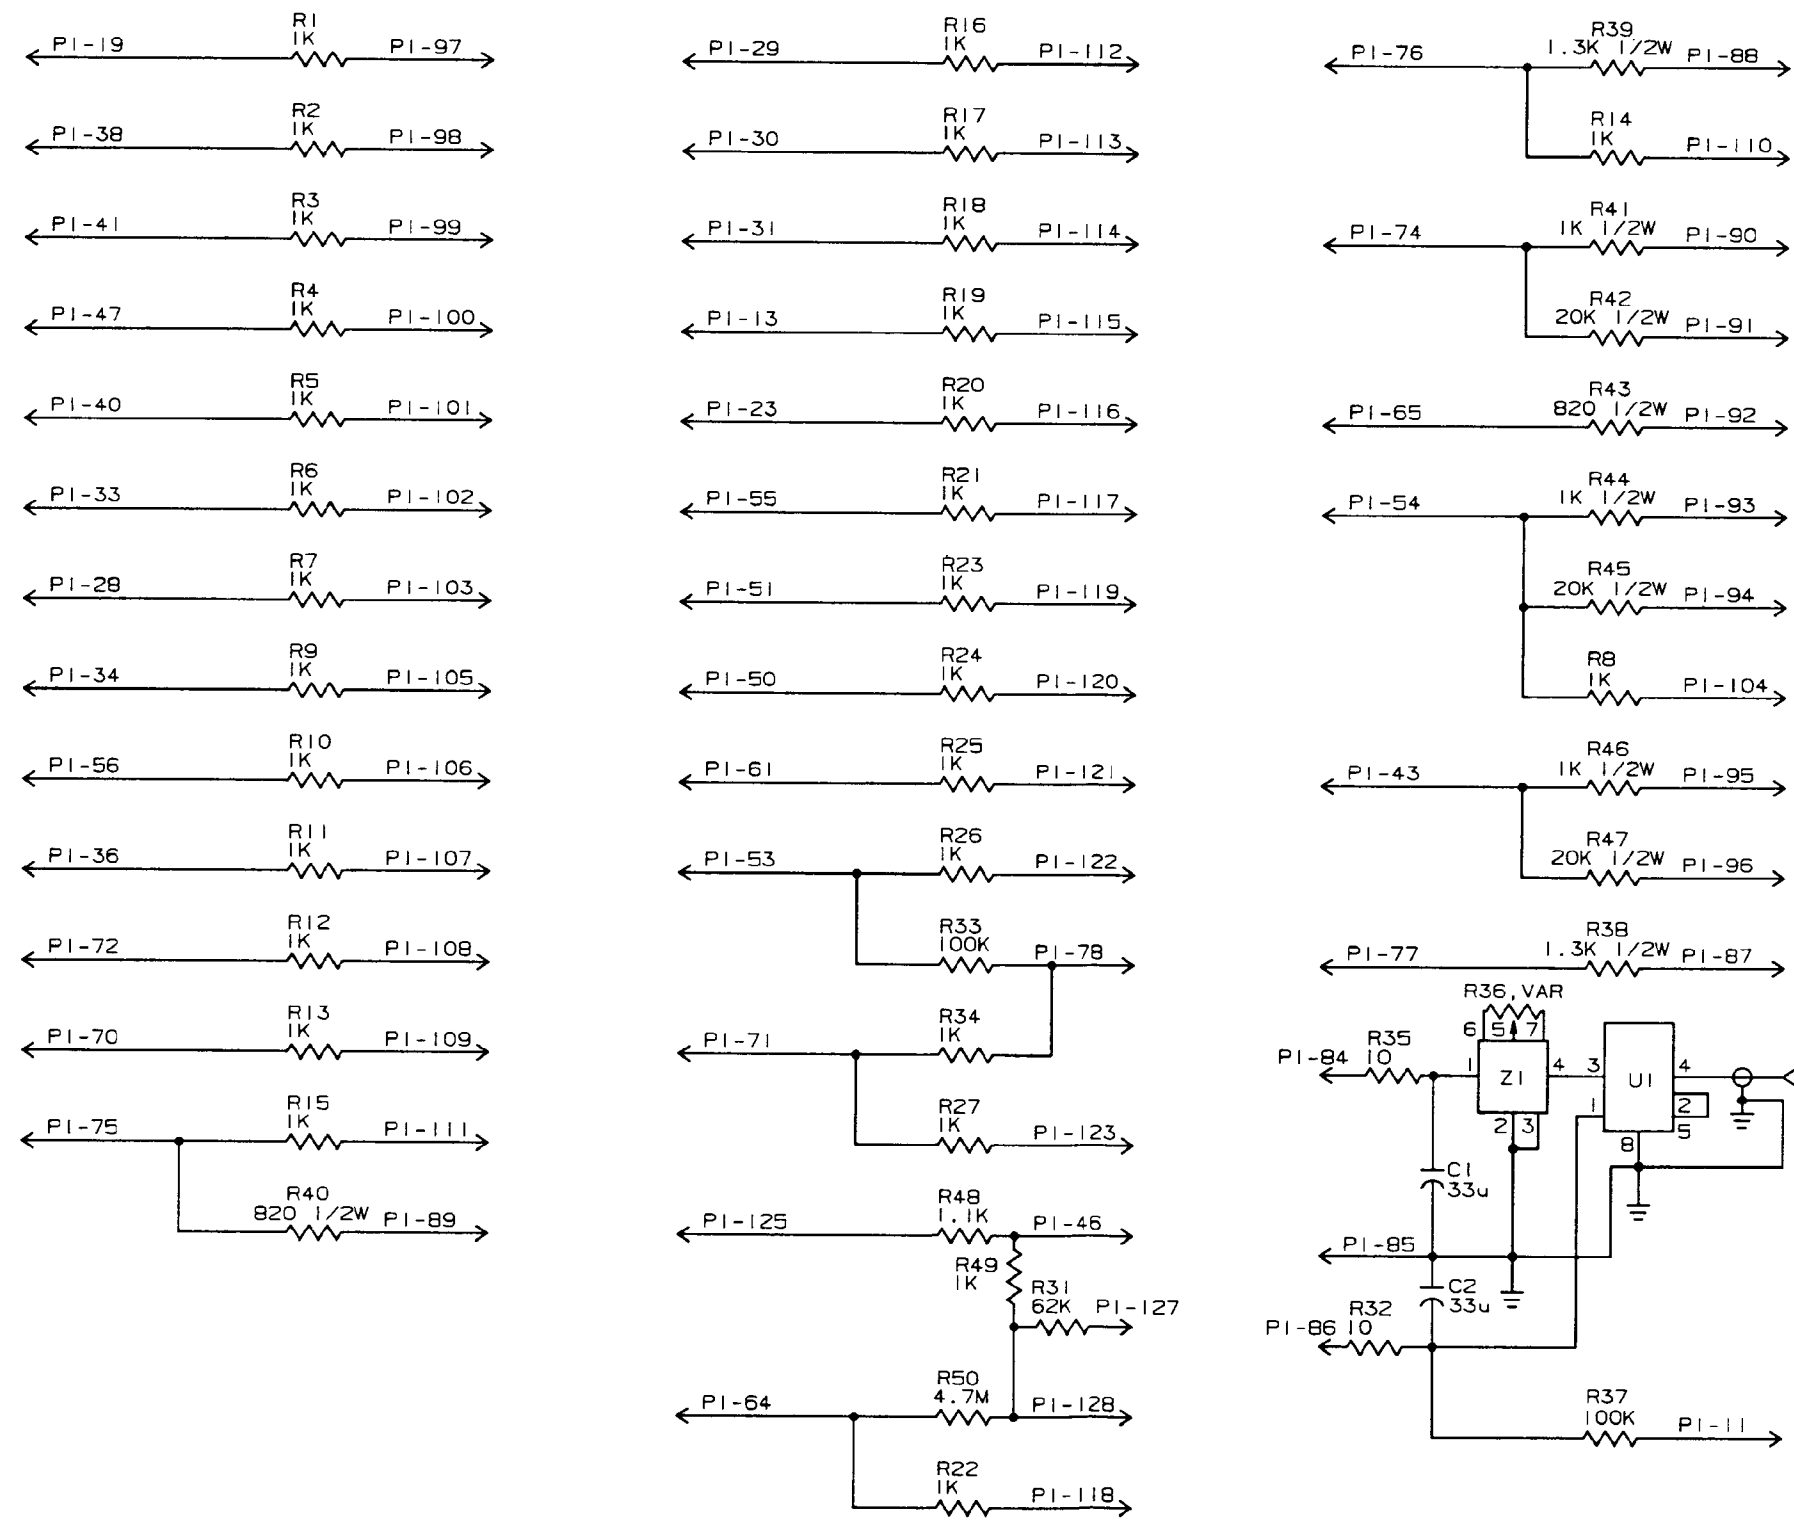 R1
1K
P1-19
P1-97
R2
1K
P1-38
P1-98
R3
1K
P1-41
P1-99
R4
1K
P1-47
P1-100
R5
1K
P1-40
P1-101
R6
1K
P1-33
P1-102
R7
1K
P1-28
P1-103
R9
1K
P1-34
P1-105
R10
1K
P1-56
P1-106
R11
1K
P1-36
P1-107
R12
1K
P1-72
P1-108
R13
1K
P1-70
P1-109
R15
1K
P1-75
P1-111
R40
820 1/2W
P1-89
R16
1K
P1-29
P1-112
R17
1K
P1-30
P1-113
R18
1K
P1-31
P1-114
R19
1K
P1-13
P1-115
R20
1K
P1-23
P1-116
R21
1K
P1-55
P1-117
R23
1K
P1-51
P1-119
R24
1K
P1-50
P1-120
R25
1K
P1-61
P1-121
R26
1K
P1-53
P1-122
R33
100K
P1-78
R34
1K
P1-71
R27
1K
P1-123
R48
1.1K
P1-125
P1-46
R49
1K
R31
62K
P1-127
R50
4.7M
P1-64
P1-128
R22
1K
P1-118
R39
1.3K 1/2W
P1-76
P1-88
R14
1K
P1-110
R41
1K 1/2W
P1-74
P1-90
R42
20K 1/2W
P1-91
R43
820 1/2W
P1-65
P1-92
R44
1K 1/2W
P1-54
P1-93
R45
20K 1/2W
P1-94
R8
1K
P1-104
R46
1K 1/2W
P1-43
P1-95
R47
20K 1/2W
P1-96
R38
1.3K 1/2W
P1-77
P1-87
R36, VAR
6 5 7
R35
10
P1-84
1
Z1
4
3
U1
4
1
2
5
2 3
8
C1
33u
P1-85
C2
33u
R32
10
P1-86
R37
100K
P1-11